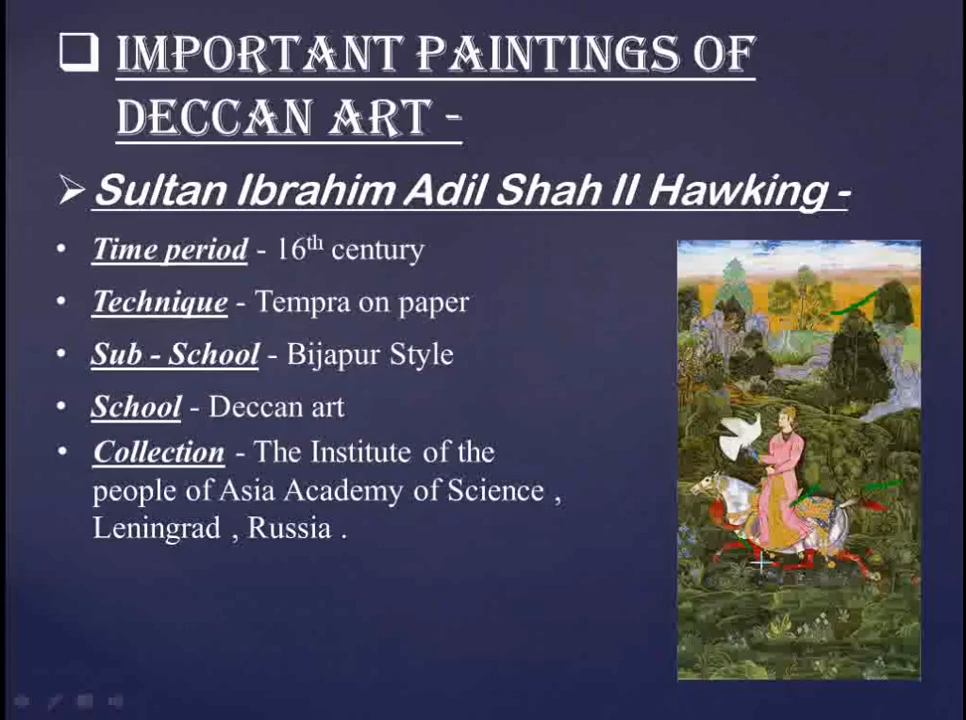 ❑ IMPORTANT PAINTINGS OF
DECCAN ART -
➤ Sultan Ibrahim Adil Shah II Hawking -
• Time period - 16th century
• Technique - Tempra on paper
• Sub - School - Bijapur Style
• School - Deccan art
• Collection - The Institute of the
people of Asia Academy of Science ,
Leningrad , Russia .